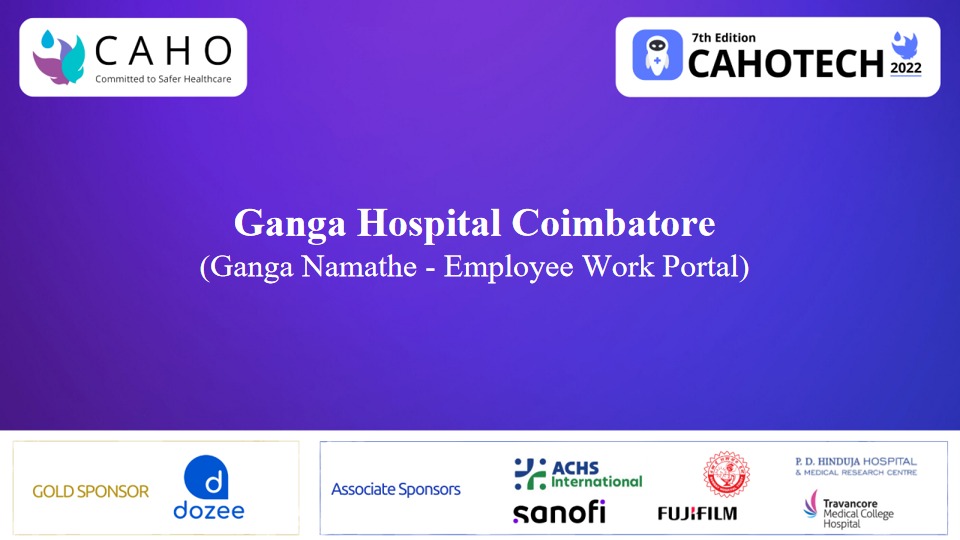 CAHO
Committed to Safer Healthcare
7th Edition
CAHOTECH
2022
Ganga Hospital Coimbatore
(Ganga Namathe - Employee Work Portal)
GOLD SPONSOR
d
dozee
Associate Sponsors
ACHS
International
P. D. HINDUJA HOSPITAL
& MEDICAL RESEARCH CENTRE
sanofi
FUJIFILM
Travancore
Medical College
Hospital